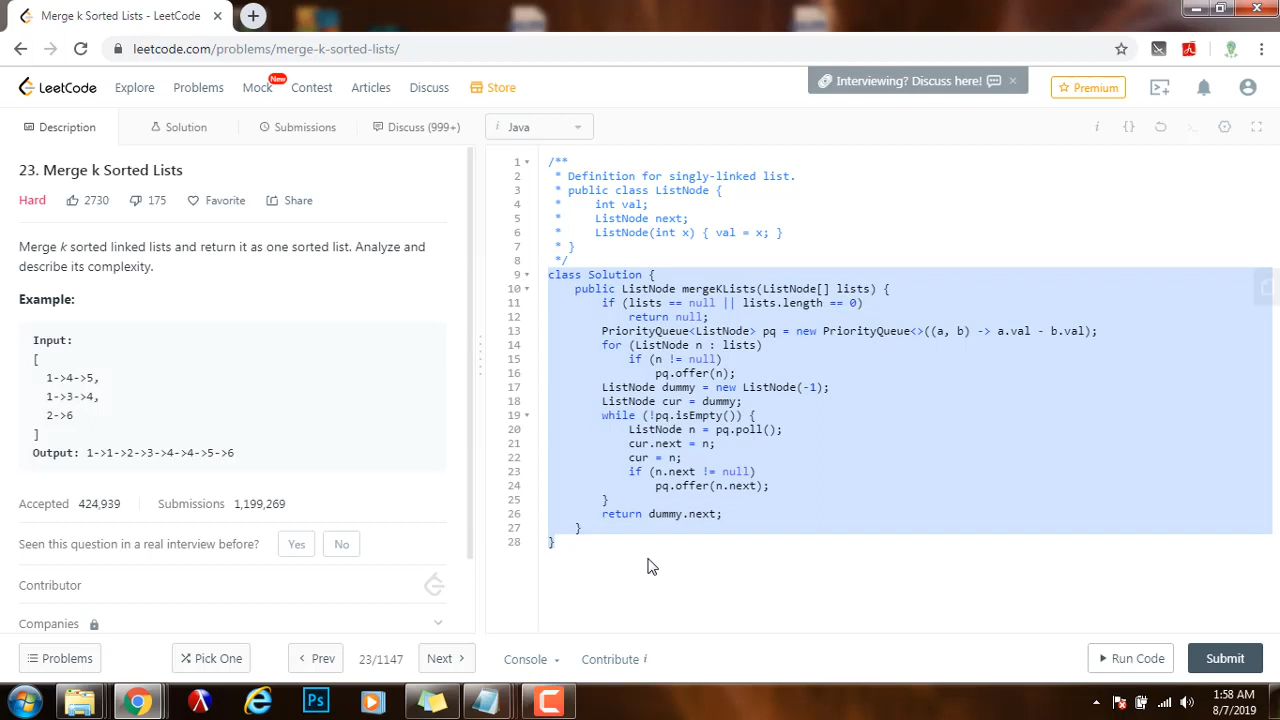 Merge k Sorted Lists - LeetCode
leetcode.com/problems/merge-k-sorted-lists/
LeetCode
Explore
Problems
Mock
New
Contest
Articles
Discuss
Store
Interviewing? Discuss here!
Premium
Description
Solution
Submissions
Discuss (999+)
i Java
23. Merge k Sorted Lists
Hard
2730
175
Favorite
Share
Merge k sorted linked lists and return it as one sorted list. Analyze and
describe its complexity.
Example:
Input:
[
1->4->5,
1->3->4,
2->6
]
Output: 1->1->2->3->4->4->5->6
Accepted 424,939
Submissions 1,199,269
Seen this question in a real interview before?
Yes
No
Contributor
Companies
1 /**
2 * Definition for singly-linked list.
3 * public class ListNode {
4 *     int val;
5 *     ListNode next;
6 *     ListNode(int x) { val = x; }
7 * }
8 */
9 class Solution {
10     public ListNode mergeKLists(ListNode[] lists) {
11         if (lists == null || lists.length == 0)
12             return null;
13         PriorityQueue<ListNode> pq = new PriorityQueue<>((a, b) -> a.val - b.val);
14         for (ListNode n : lists)
15             if (n != null)
16                 pq.offer(n);
17         ListNode dummy = new ListNode(-1);
18         ListNode cur = dummy;
19         while (!pq.isEmpty()) {
20             ListNode n = pq.poll();
21             cur.next = n;
22             cur = n;
23             if (n.next != null)
24                 pq.offer(n.next);
25         }
26         return dummy.next;
27     }
28 }
Problems
Pick One
Prev
23/1147
Next
Console
Contribute i
Run Code
Submit
Ps
1:58 AM
8/7/2019